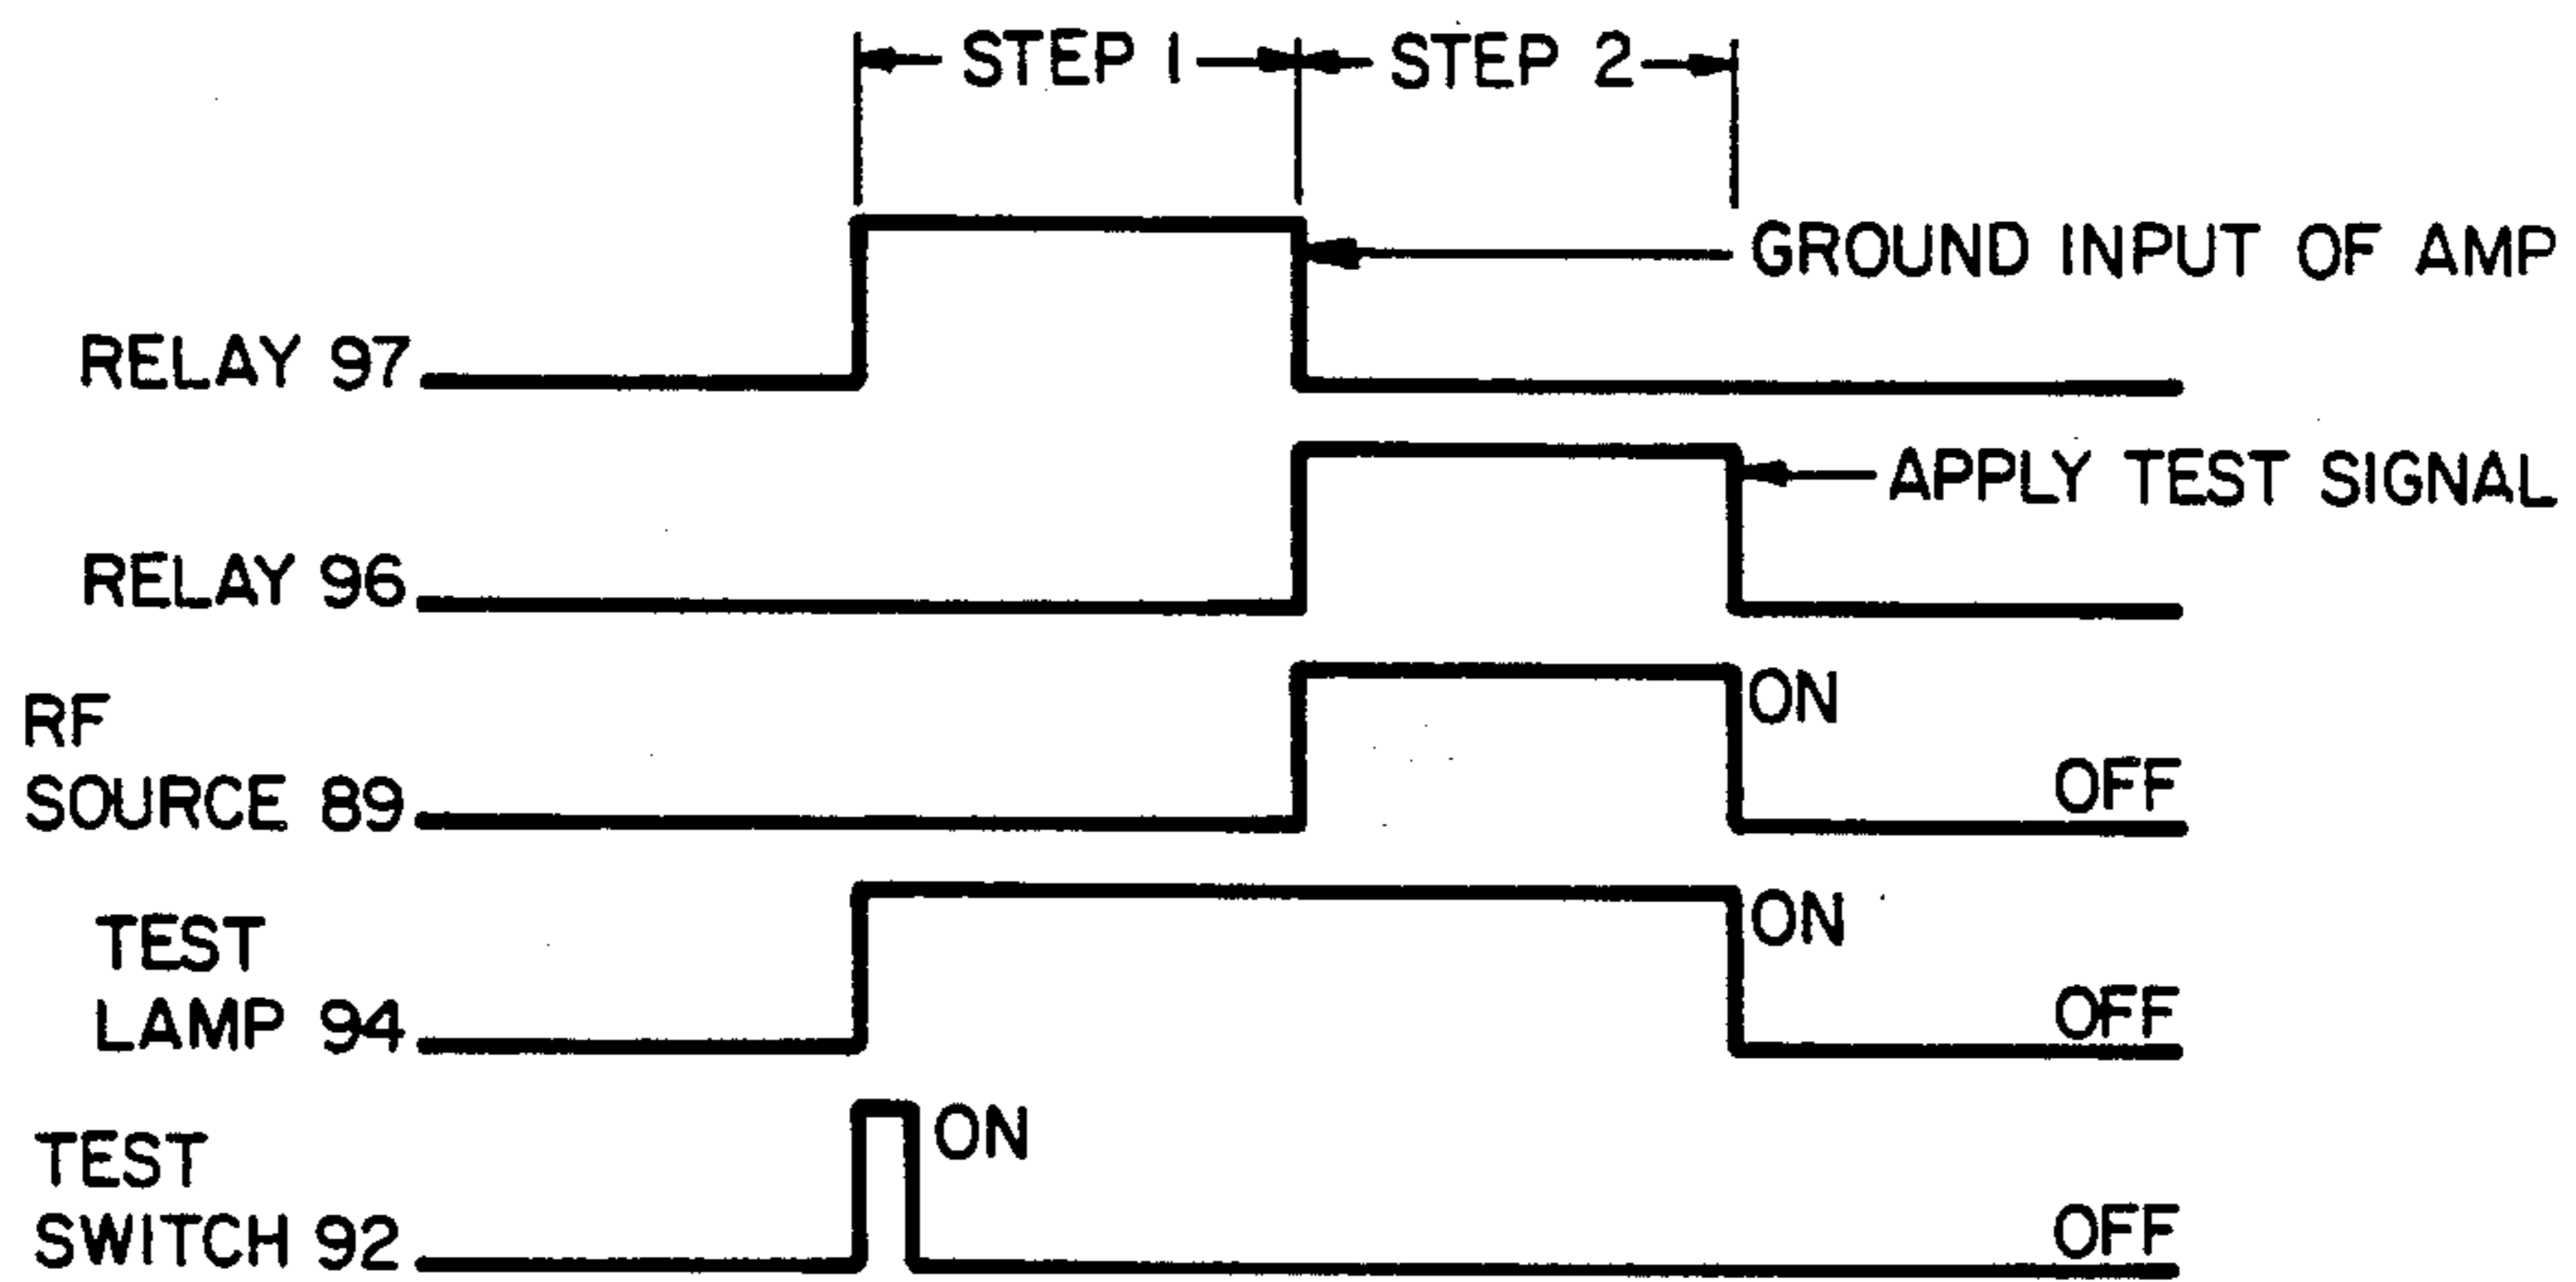 STEP 1
STEP 2
GROUND INPUT OF AMP
RELAY 97
APPLY TEST SIGNAL
RELAY 96
RF
SOURCE 89
ON
OFF
TEST
LAMP 94
ON
OFF
TEST
SWITCH 92
ON
OFF